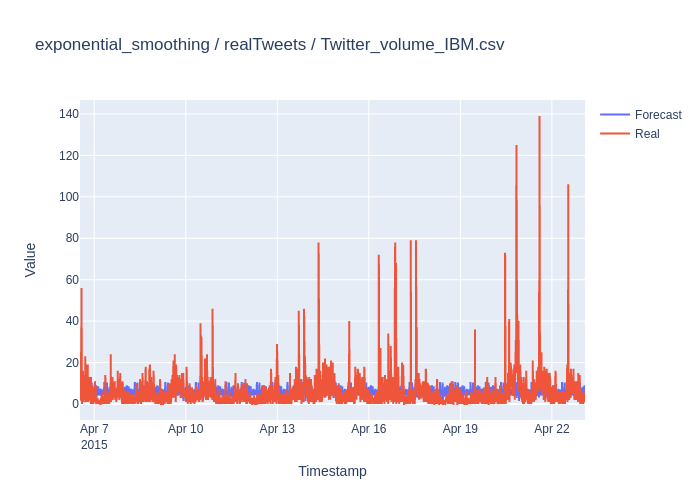 exponential_smoothing / realTweets / Twitter_volume_IBM.csv
140
120
100
80
60
40
20
0
Value
Apr 7
2015
Apr 10
Apr 13
Apr 16
Apr 19
Apr 22
Timestamp
Forecast
Real